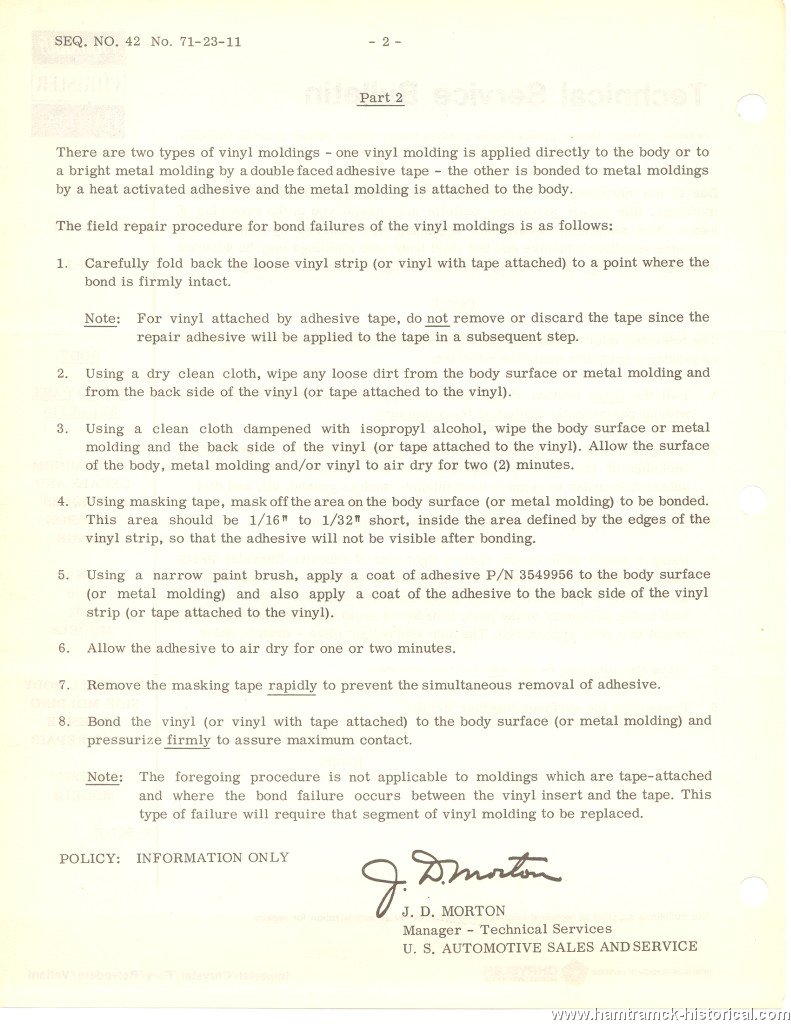 SEQ. NO. 42 No. 71-23-11 - 2 -
Part 2
There are two types of vinyl moldings - one vinyl molding is applied directly to the body or to
a bright metal molding by a double faced adhesive tape - the other is bonded to metal moldings
by a heat activated adhesive and the metal molding is attached to the body.
The field repair procedure for bond failures of the vinyl moldings is as follows:
1. Carefully fold back the loose vinyl strip (or vinyl with tape attached) to a point where the
bond is firmly intact.
Note: For vinyl attached by adhesive tape, do not remove or discard the tape since the
repair adhesive will be applied to the tape in a subsequent step.
2. Using a dry clean cloth, wipe any loose dirt from the body surface or metal molding and
from the back side of the vinyl (or tape attached to the vinyl).
3. Using a clean cloth dampened with isopropyl alcohol, wipe the body surface or metal
molding and the back side of the vinyl (or tape attached to the vinyl). Allow the surface
of the body, metal molding and/or vinyl to air dry for two (2) minutes.
4. Using masking tape, mask off the area on the body surface (or metal molding) to be bonded.
This area should be 1/16" to 1/32" short, inside the area defined by the edges of the
vinyl strip, so that the adhesive will not be visible after bonding.
5. Using a narrow paint brush, apply a coat of adhesive P/N 3549956 to the body surface
(or metal molding) and also apply a coat of the adhesive to the back side of the vinyl
strip (or tape attached to the vinyl).
6. Allow the adhesive to air dry for one or two minutes.
7. Remove the masking tape rapidly to prevent the simultaneous removal of adhesive.
8. Bond the vinyl (or vinyl with tape attached) to the body surface (or metal molding) and
pressurize firmly to assure maximum contact.
Note: The foregoing procedure is not applicable to moldings which are tape-attached
and where the bond failure occurs between the vinyl insert and the tape. This
type of failure will require that segment of vinyl molding to be replaced.
POLICY: INFORMATION ONLY
J. D. Morton
J. D. MORTON
Manager - Technical Services
U. S. AUTOMOTIVE SALES AND SERVICE
www.hamtramck-historical.com